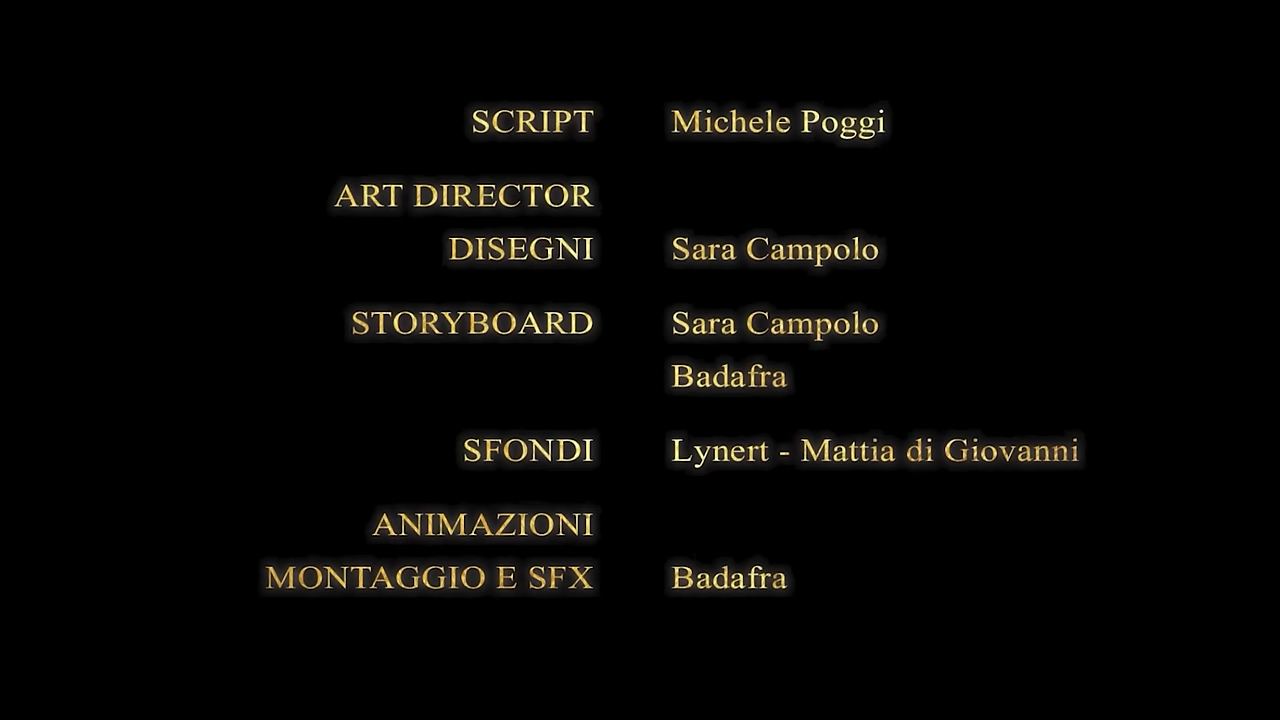 SCRIPT Michele Poggi
ART DIRECTOR
DISEGNI Sara Campolo
STORYBOARD Sara Campolo
Badafra
SFONDI Lynert - Mattia di Giovanni
ANIMAZIONI
MONTAGGIO E SFX Badafra